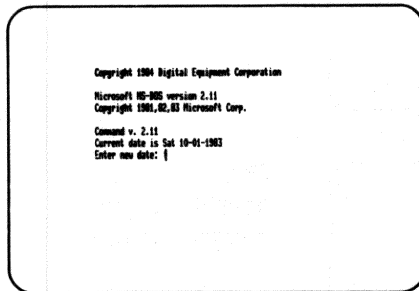 Copyright 1984 Digital Equipment Corporation
Microsoft MS-DOS version 2.11
Copyright 1981,82,83 Microsoft Corp.
Command v. 2.11
Current date is Sat 10-01-1983
Enter new date: